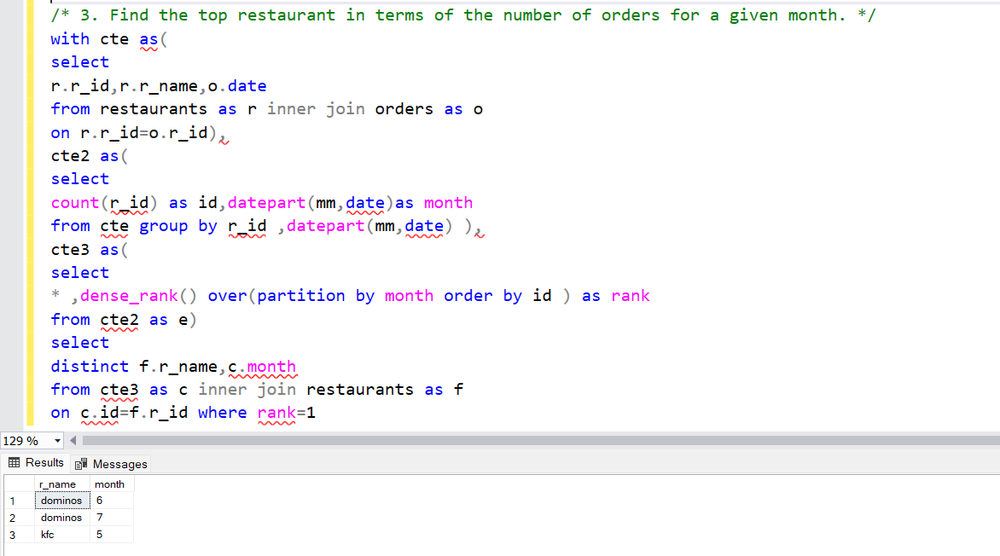 /* 3. Find the top restaurant in terms of the number of orders for a given month. */
with cte as(
select
r.r_id,r.r_name,o.date
from restaurants as r inner join orders as o
on r.r_id=o.r_id),
cte2 as(
select
count(r_id) as id,datepart(mm,date)as month
from cte group by r_id ,datepart(mm,date) ),
cte3 as(
select
* ,dense_rank() over(partition by month order by id ) as rank
from cte2 as e)
select
distinct f.r_name,c.month
from cte3 as c inner join restaurants as f
on c.id=f.r_id where rank=1
129 %
Results Messages
r_name month
1 dominos 6
2 dominos 7
3 kfc 5